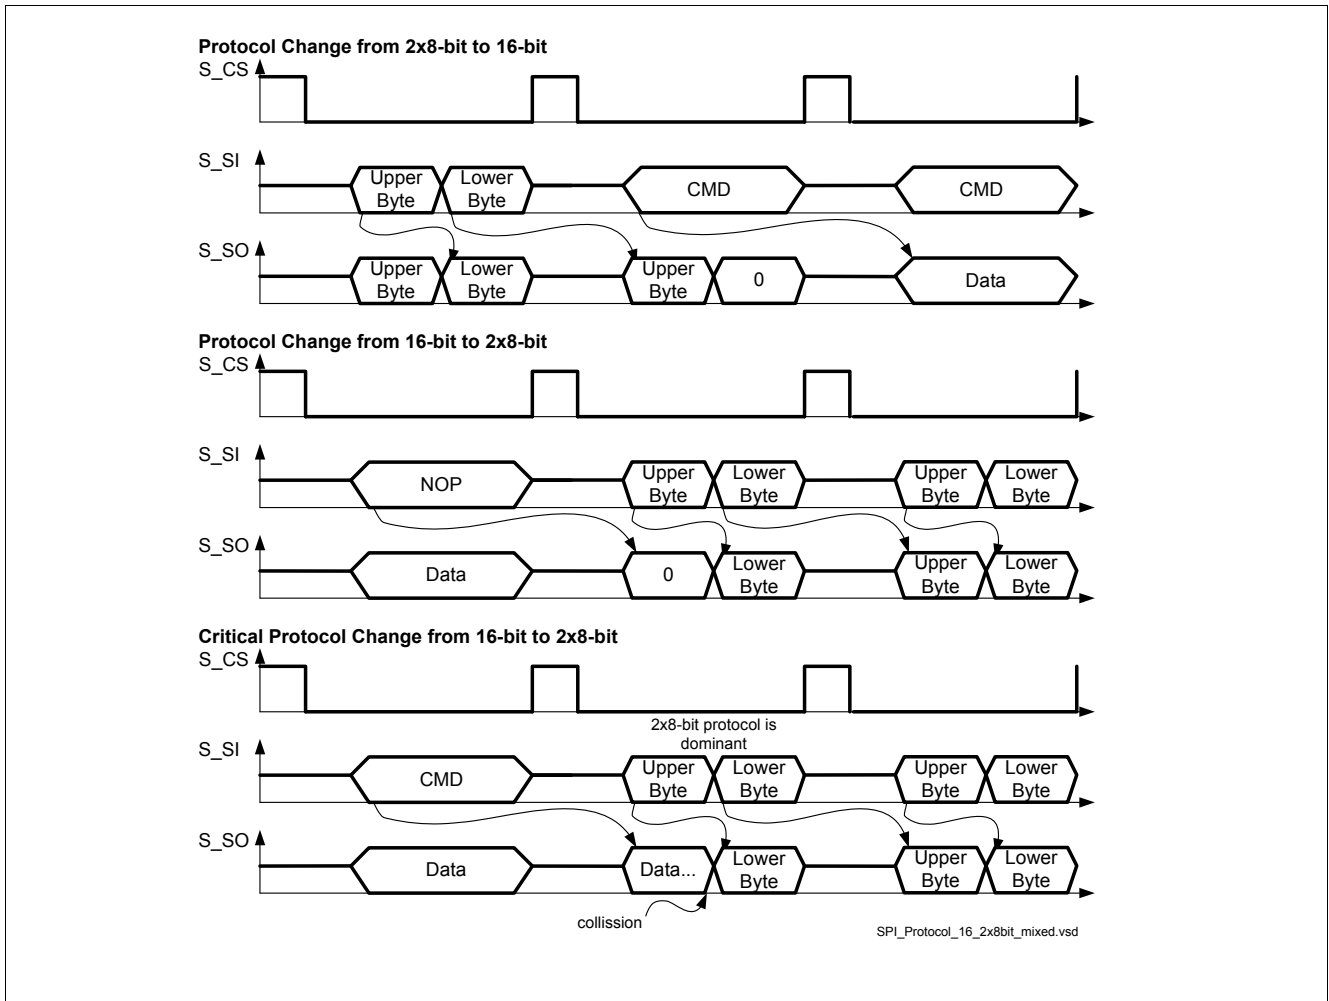 Protocol Change from 2x8-bit to 16-bit
S_CS
S_SI
Upper
Byte
Lower
Byte
CMD
CMD
S_SO
Upper
Byte
Lower
Byte
Upper
Byte
0
Data
Protocol Change from 16-bit to 2x8-bit
S_CS
S_SI
NOP
Upper
Byte
Lower
Byte
Upper
Byte
Lower
Byte
S_SO
Data
0
Lower
Byte
Upper
Byte
Lower
Byte
Critical Protocol Change from 16-bit to 2x8-bit
S_CS
2x8-bit protocol is
dominant
S_SI
CMD
Upper
Byte
Lower
Byte
Upper
Byte
Lower
Byte
S_SO
Data
Data...
Lower
Byte
Upper
Byte
Lower
Byte
collission
SPI_Protocol_16_2x8bit_mixed.vsd